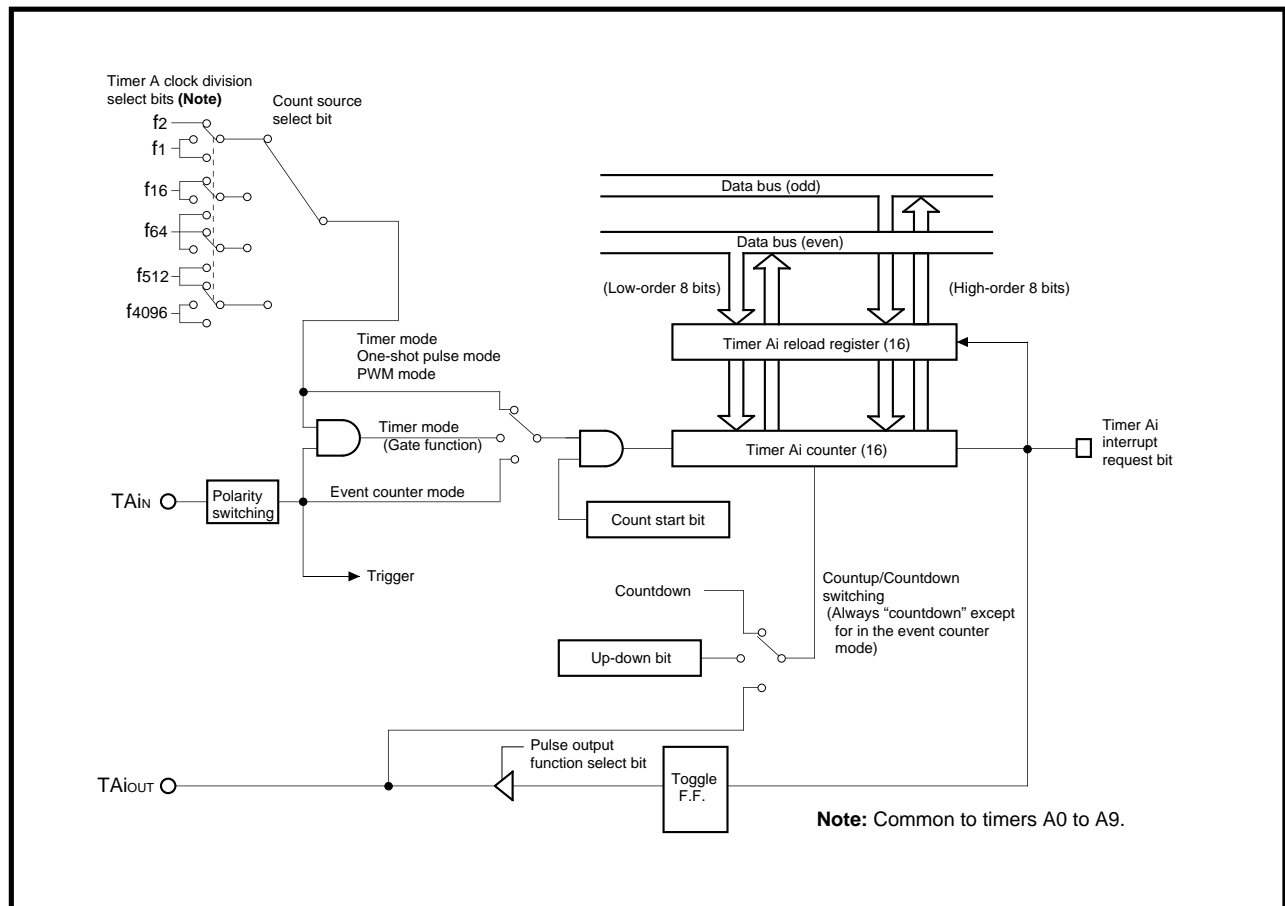 Timer A clock division
select bits (Note)
Count source
select bit
f2
f1
f16
f64
f512
f4096
Data bus (odd)
Data bus (even)
(Low-order 8 bits)
(High-order 8 bits)
Timer Ai reload register (16)
Timer mode
One-shot pulse mode
PWM mode
Timer mode
(Gate function)
Timer Ai counter (16)
Timer Ai
interrupt
request bit
TAiIN
Polarity
switching
Event counter mode
Count start bit
Trigger
Countdown
Countup/Countdown
switching
(Always “countdown” except
for in the event counter
mode)
Up-down bit
Pulse output
function select bit
TAiOUT
Toggle
F.F.
Note: Common to timers A0 to A9.